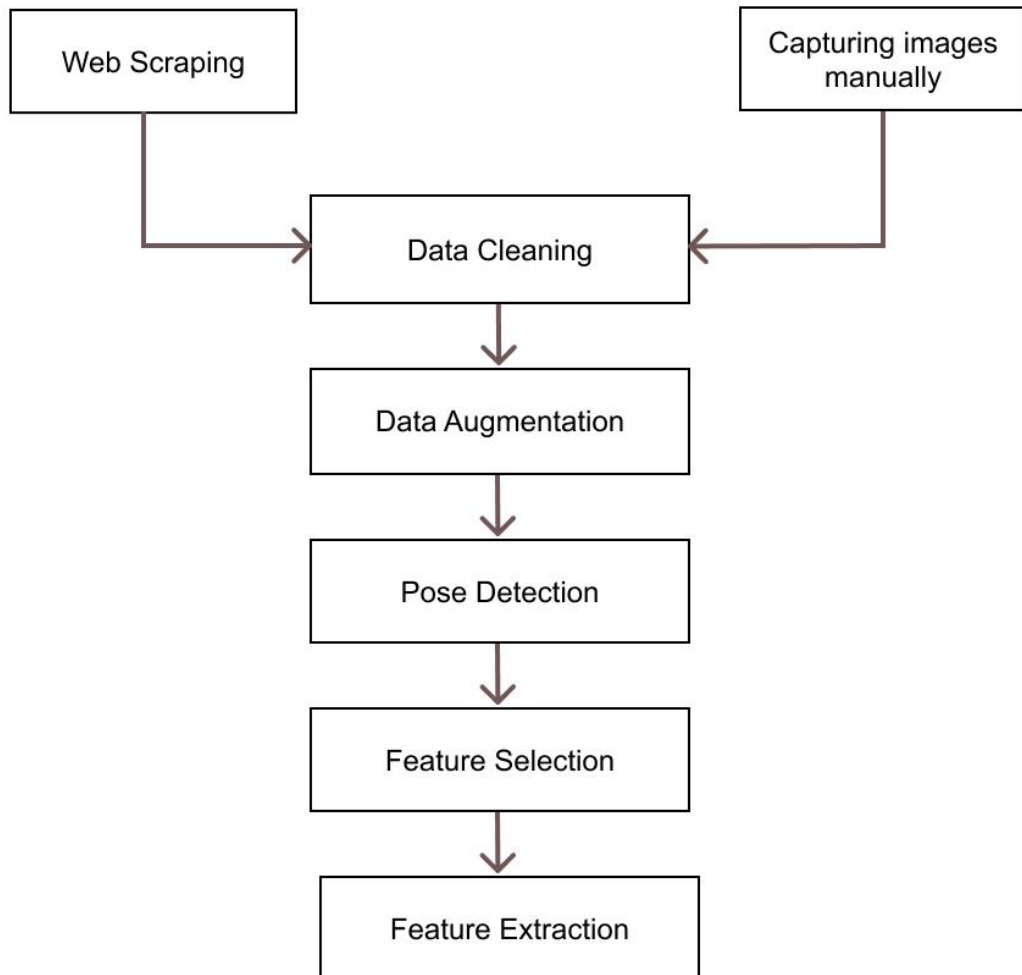 Web Scraping
Capturing images
manually
Data Cleaning
Data Augmentation
Pose Detection
Feature Selection
Feature Extraction